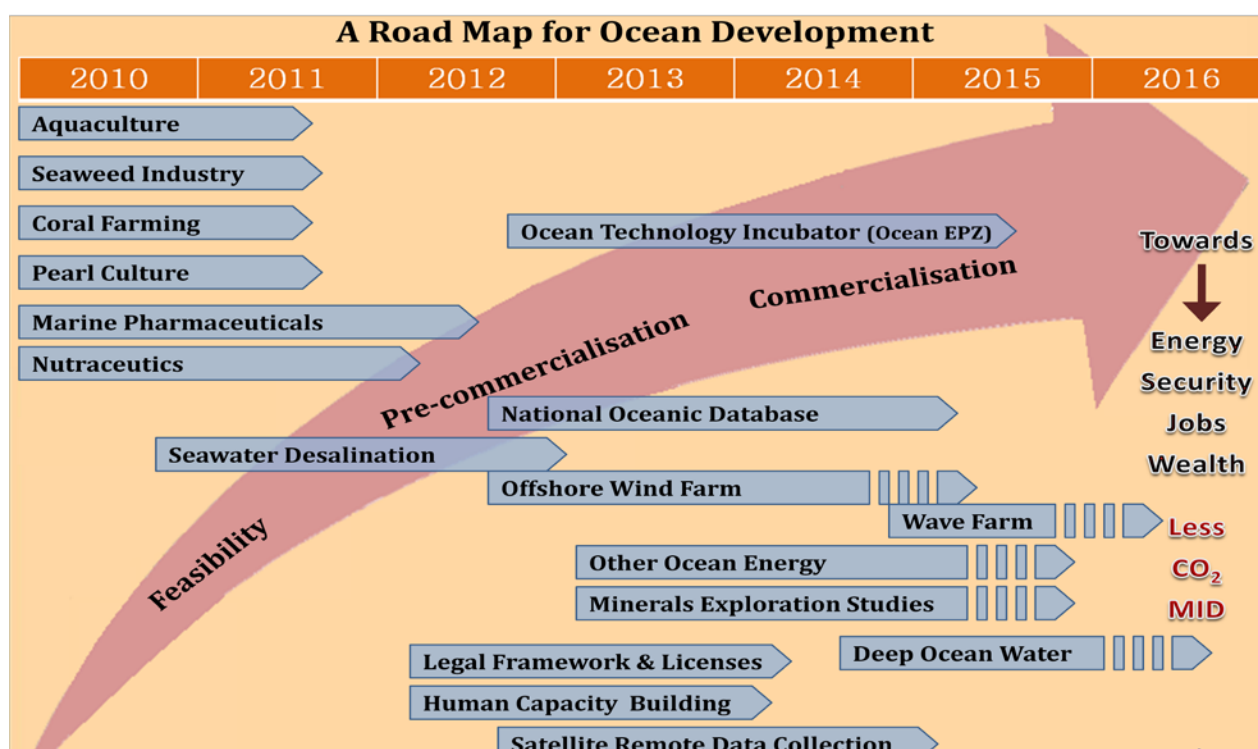 A Road Map for Ocean Development
2010 2011 2012 2013 2014 2015 2016
Aquaculture
Seaweed Industry
Coral Farming
Ocean Technology Incubator (Ocean EPZ)
Towards
Pearl Culture
Commercialisation
Marine Pharmaceuticals
Pre-commercialisation
Energy
Nutraceutics
Security
National Oceanic Database
Jobs
Seawater Desalination
Wealth
Offshore Wind Farm
Wave Farm
Less
Feasibility
Other Ocean Energy
CO₂
Minerals Exploration Studies
MID
Legal Framework & Licenses
Deep Ocean Water
Human Capacity Building
Satellite Remote Data Collection